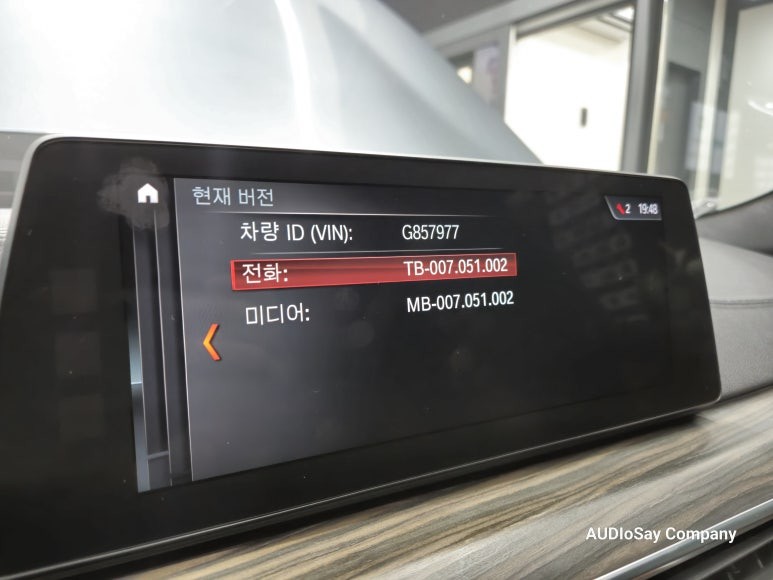 현재 버전
2 19:48
차량 ID (VIN): G857977
전화: TB-007.051.002
미디어: MB-007.051.002
AUDIoSay Company